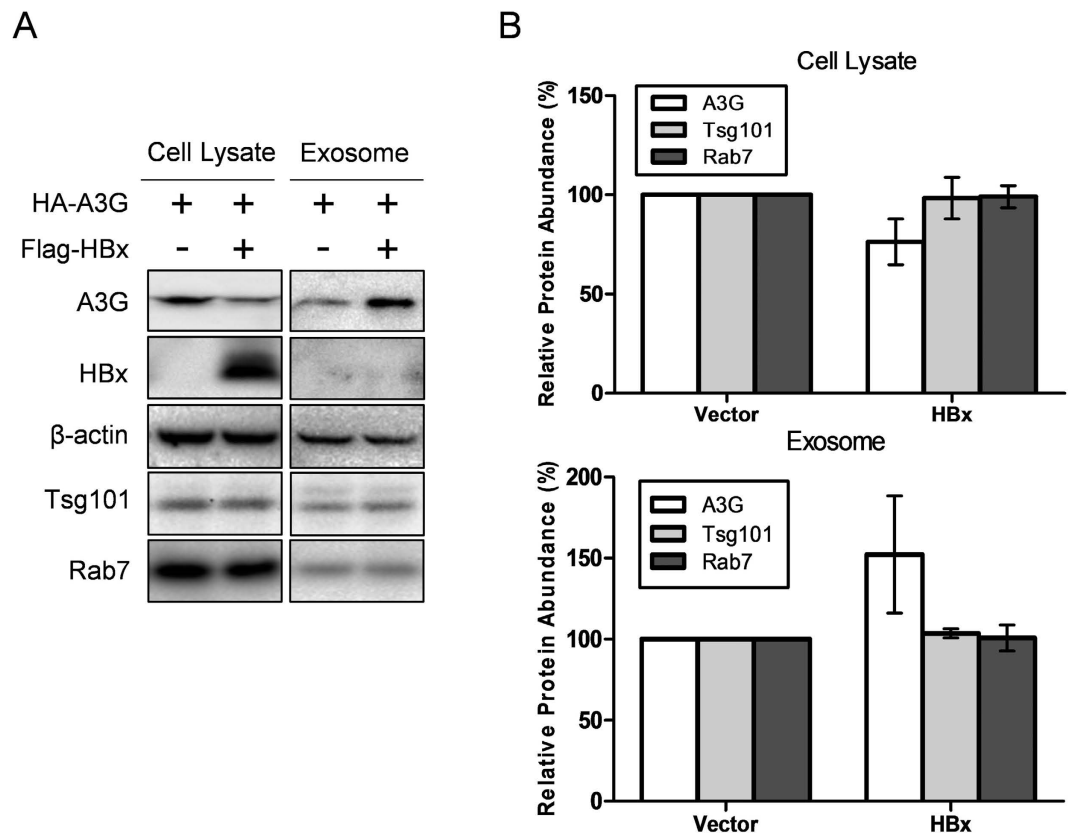 A
B
Cell Lysate
Exosome
HA-A3G + + + +
Flag-HBx - + - +
A3G
HBx
β-actin
Tsg101
Rab7
Cell Lysate
Relative Protein Abundance (%)
150
100
50
0
A3G
Tsg101
Rab7
Vector
HBx
Exosome
Relative Protein Abundance (%)
200
150
100
50
0
A3G
Tsg101
Rab7
Vector
HBx